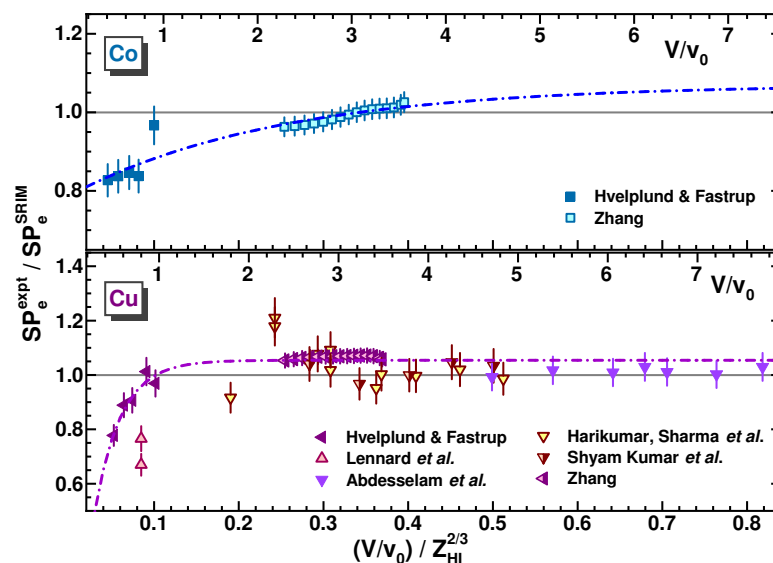 1 2 3 4 5 6 7
V/v0
1.2
Co
1.0
0.8
Hvelplund & Fastrup
Zhang
SP_e^expt / SP_e^SRIM
1 2 3 4 5 6 7
V/v0
1.4
Cu
1.2
1.0
0.8
0.6
Hvelplund & Fastrup
Lennard et al.
Abdesselam et al.
Harikumar, Sharma et al.
Shyam Kumar et al.
Zhang
0.1 0.2 0.3 0.4 0.5 0.6 0.7 0.8
(V/v0) / Z_HI^2/3